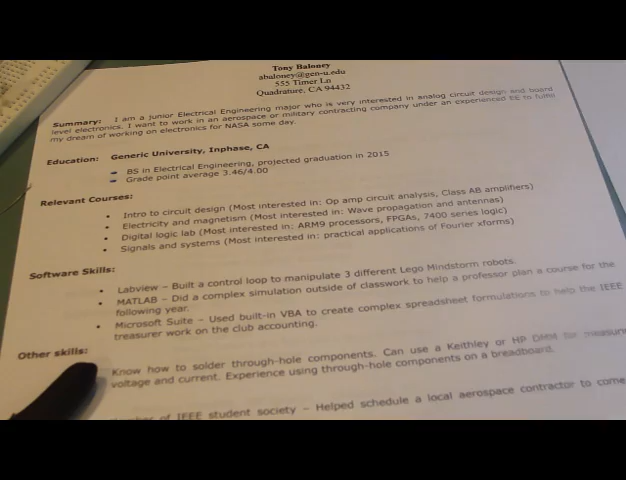 Tony Baloney
abaloney@gen-u.edu
555 Timer Ln
Quadrature, CA 94432
Summary: I am a junior Electrical Engineering major who is very interested in analog circuit design and board
level electronics. I want to work in an aerospace or military contracting company under an experienced EE to fulfill
my dream of working on electronics for NASA some day.
Education: Generic University, Inphase, CA
BS in Electrical Engineering, projected graduation in 2015
Grade point average 3.46/4.00
Relevant Courses:
• Intro to circuit design (Most interested in: Op amp circuit analysis, Class AB amplifiers)
• Electricity and magnetism (Most interested in: Wave propagation and antennas)
• Digital logic lab (Most interested in: ARM9 processors, FPGAs, 7400 series logic)
• Signals and systems (Most interested in: practical applications of Fourier xforms)
Software Skills:
• Labview – Built a control loop to manipulate 3 different Lego Mindstorm robots.
• MATLAB – Did a complex simulation outside of classwork to help a professor plan a course for the
following year.
• Microsoft Suite – Used built-in VBA to create complex spreadsheet formulations to help the IEEE
treasurer work on the club accounting.
Other skills:
Know how to solder through-hole components. Can use a Keithley or HP DMM for measuring
voltage and current. Experience using through-hole components on a breadboard.
of IEEE student society – Helped schedule a local aerospace contractor to come